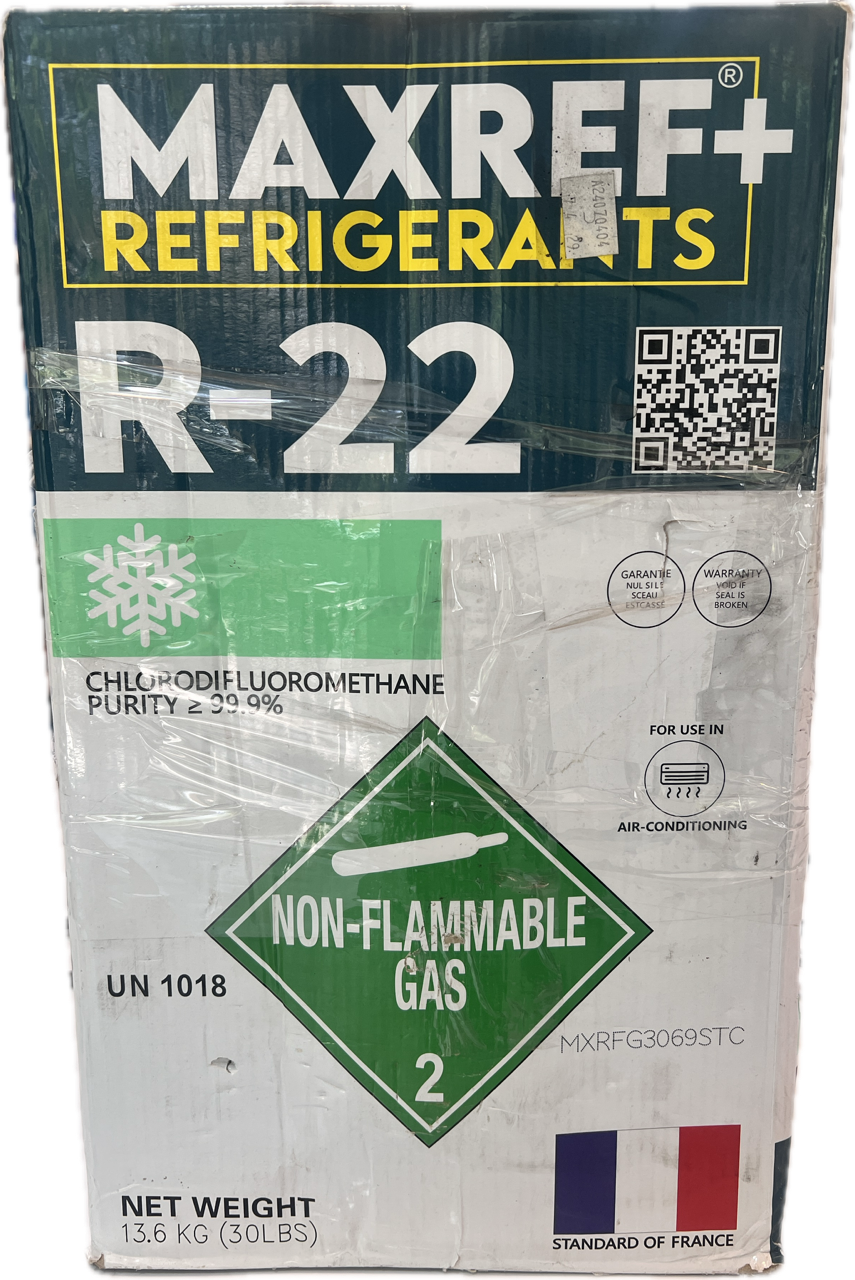 MAXREF+®
REFRIGERANTS
A24070404
R-22
GARANTIE
NUL SI LE
SCEAU
ESTCASSÉ
WARRANTY
VOID IF
SEAL IS
BROKEN
CHLORODIFLUOROMETHANE
PURITY ≥ 99.9%
FOR USE IN
AIR-CONDITIONING
NON-FLAMMABLE
GAS
2
UN 1018
MXRFG3069STC
NET WEIGHT
13.6 KG (30LBS)
STANDARD OF FRANCE